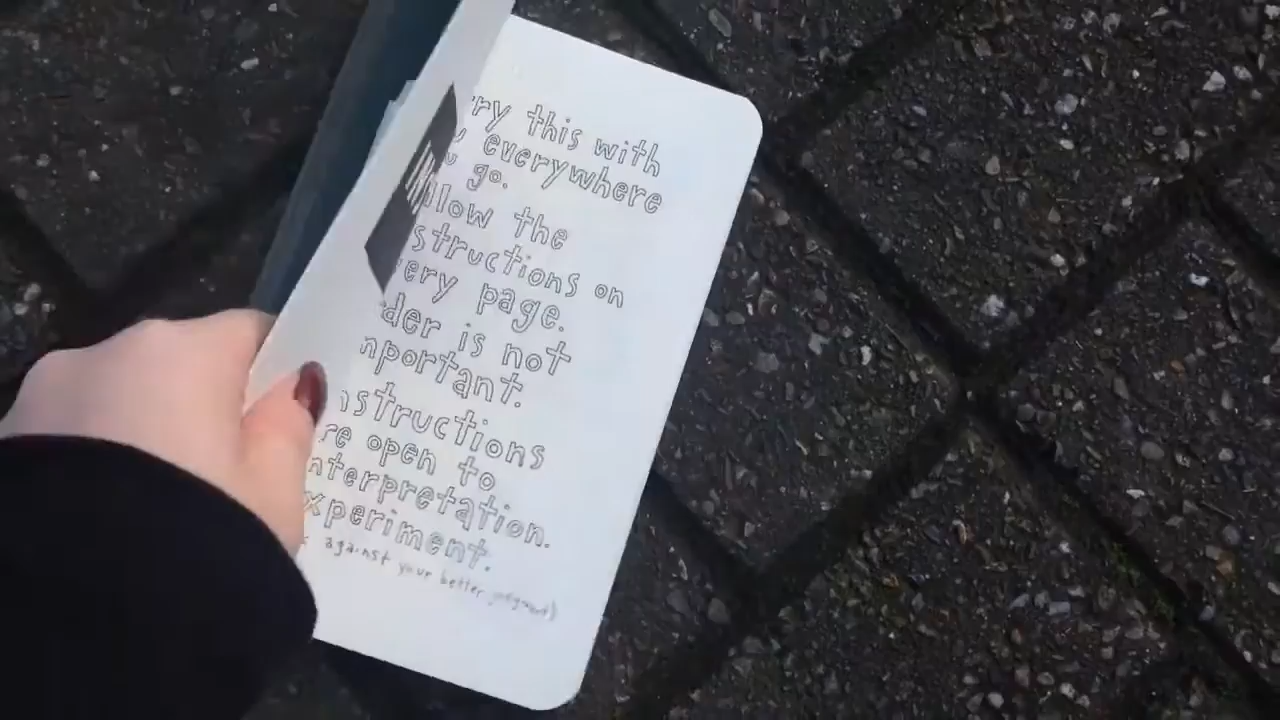 ry this with
everywhere
go.
llow the
structions on
ery page.
der is not
nportant.
nstructions
re open to
nterpretation.
xperiment.
against your better judgment)